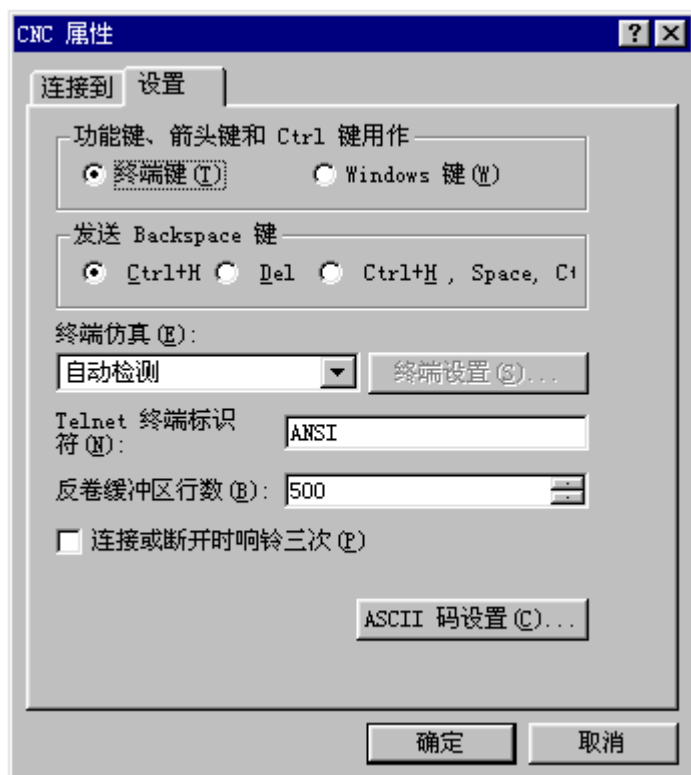 CNC 属性
连接到 设置
功能键、箭头键和 Ctrl 键用作
终端键(T) Windows 键(W)
发送 Backspace 键
Ctrl+H Del Ctrl+H , Space, Ct
终端仿真(E):
自动检测 终端设置(S)...
Telnet 终端标识
符(N): ANSI
反卷缓冲区行数(B): 500
连接或断开时响铃三次(P)
ASCII 码设置(C)...
确定 取消